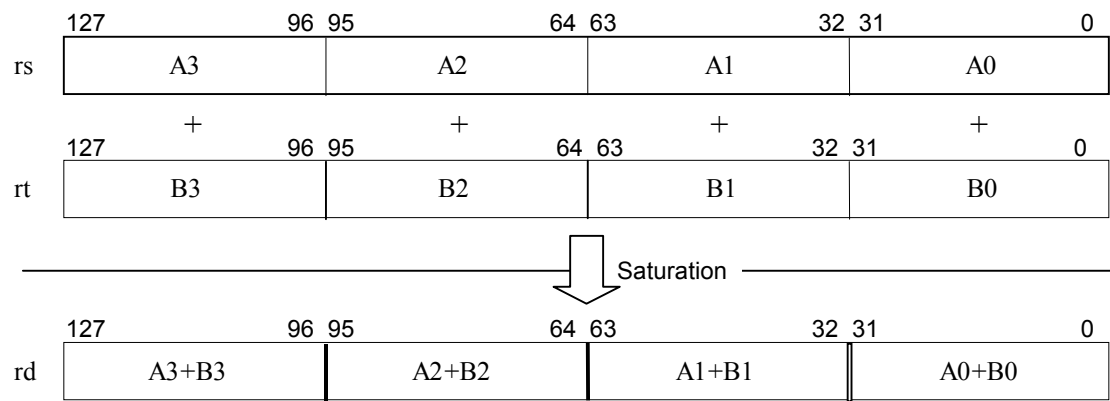 127 96 95 64 63 32 31 0
rs A3 A2 A1 A0
+ + + +
127 96 95 64 63 32 31 0
rt B3 B2 B1 B0
Saturation
127 96 95 64 63 32 31 0
rd A3+B3 A2+B2 A1+B1 A0+B0